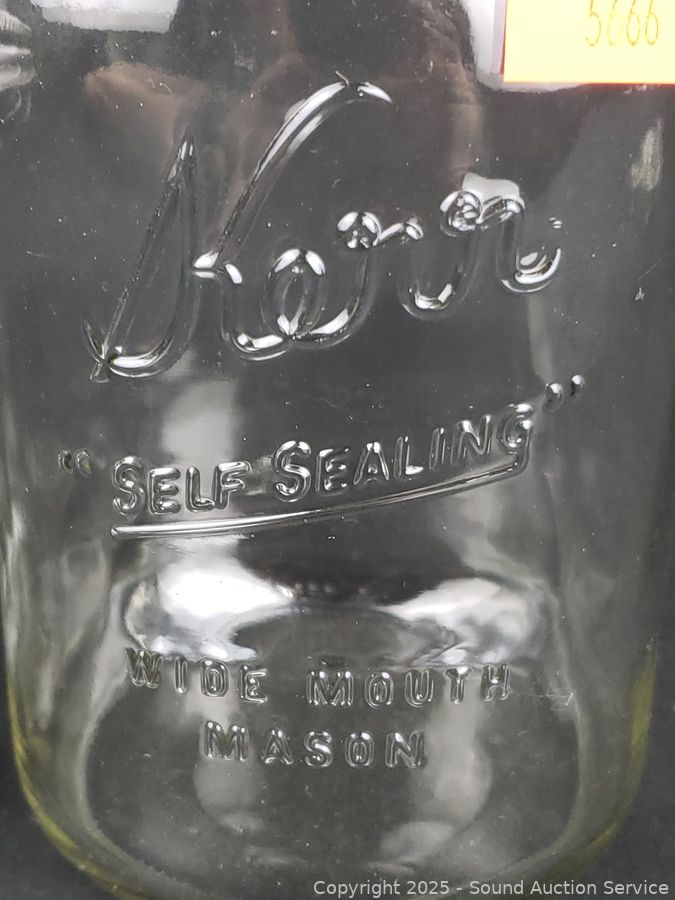 5666
Kerr
"SELF SEALING"
WIDE MOUTH
MASON
Copyright 2025 - Sound Auction Service